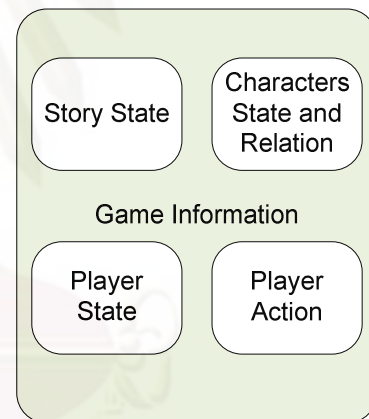 Story State
Characters
State and
Relation
Game Information
Player
State
Player
Action